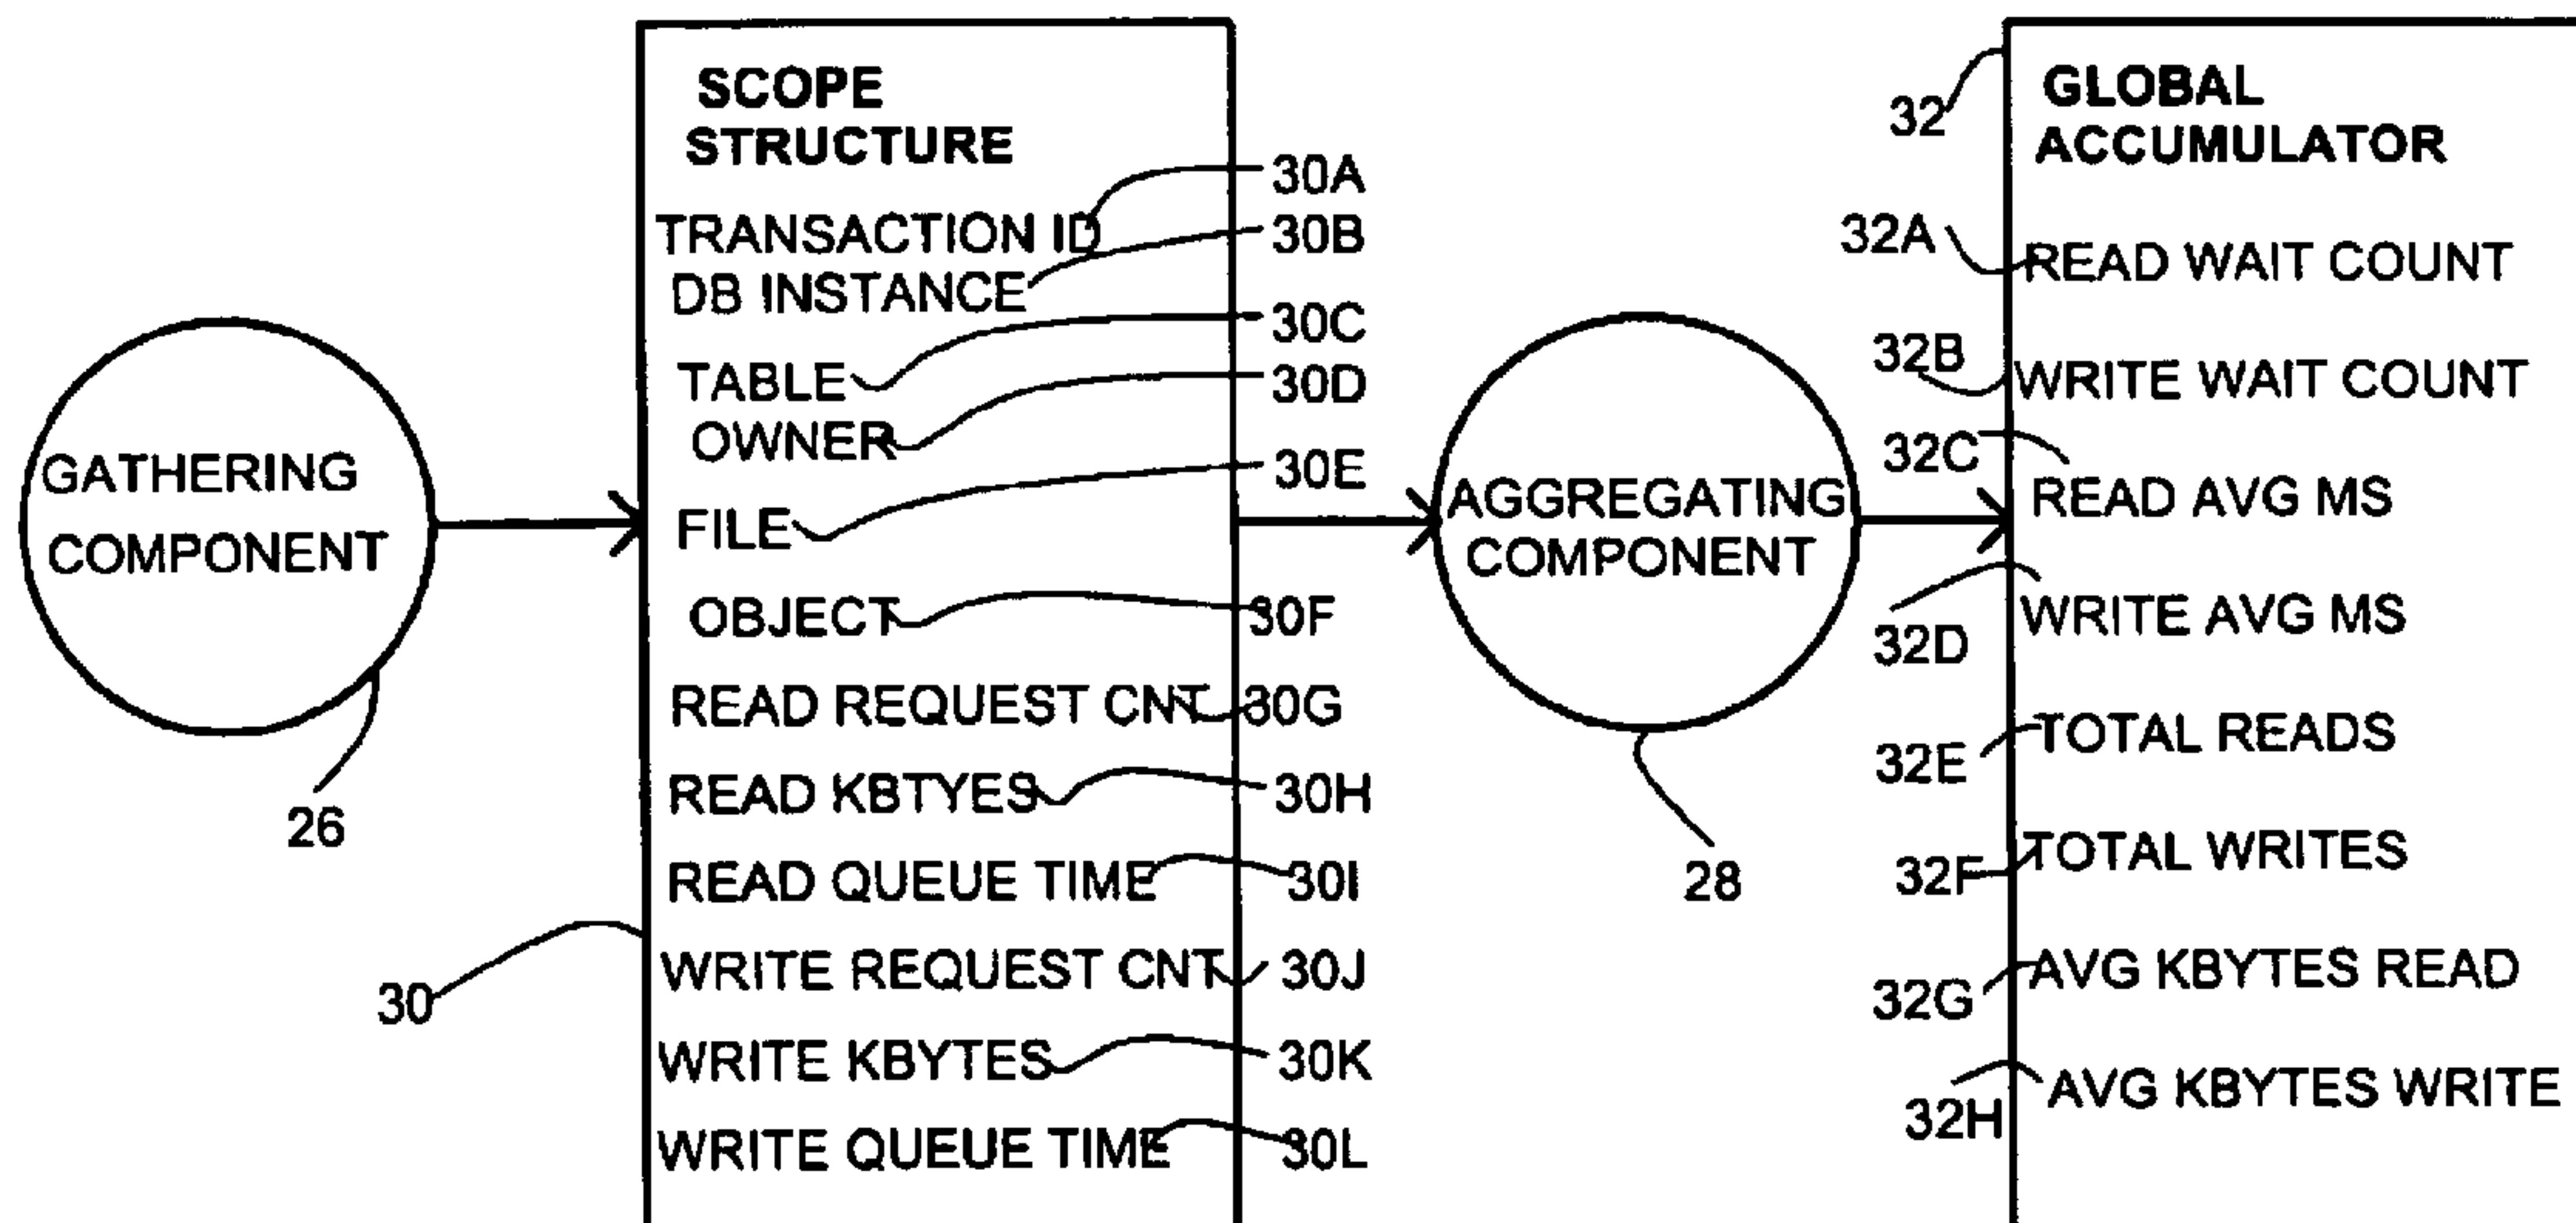 GATHERING
COMPONENT
26
SCOPE
STRUCTURE
TRANSACTION ID
30A
DB INSTANCE
30B
TABLE
30C
OWNER
30D
FILE
30E
OBJECT
30F
READ REQUEST CNT
30G
READ KBTYES
30H
READ QUEUE TIME
30I
WRITE REQUEST CNT
30J
WRITE KBYTES
30K
WRITE QUEUE TIME
30L
30
AGGREGATING
COMPONENT
28
32
GLOBAL
ACCUMULATOR
32A
READ WAIT COUNT
32B
WRITE WAIT COUNT
32C
READ AVG MS
32D
WRITE AVG MS
32E
TOTAL READS
32F
TOTAL WRITES
32G
AVG KBYTES READ
32H
AVG KBYTES WRITE